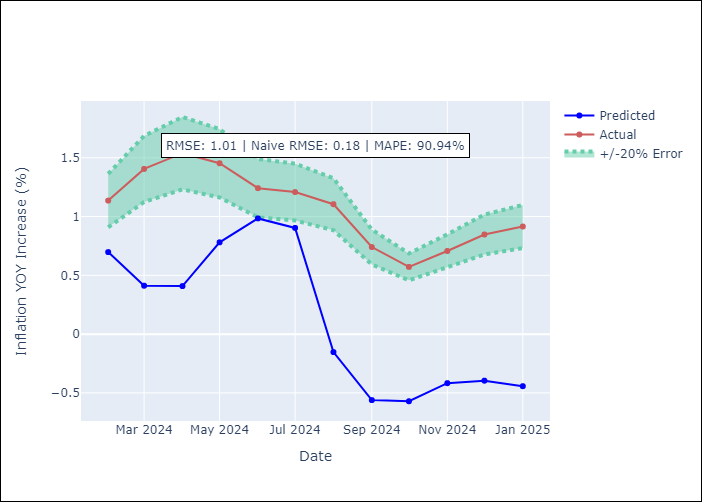 Predicted
Actual
+/-20% Error
RMSE: 1.01 | Naive RMSE: 0.18 | MAPE: 90.94%
Inflation YOY Increase (%)
1.5
1
0.5
0
−0.5
Mar 2024 May 2024 Jul 2024 Sep 2024 Nov 2024 Jan 2025
Date